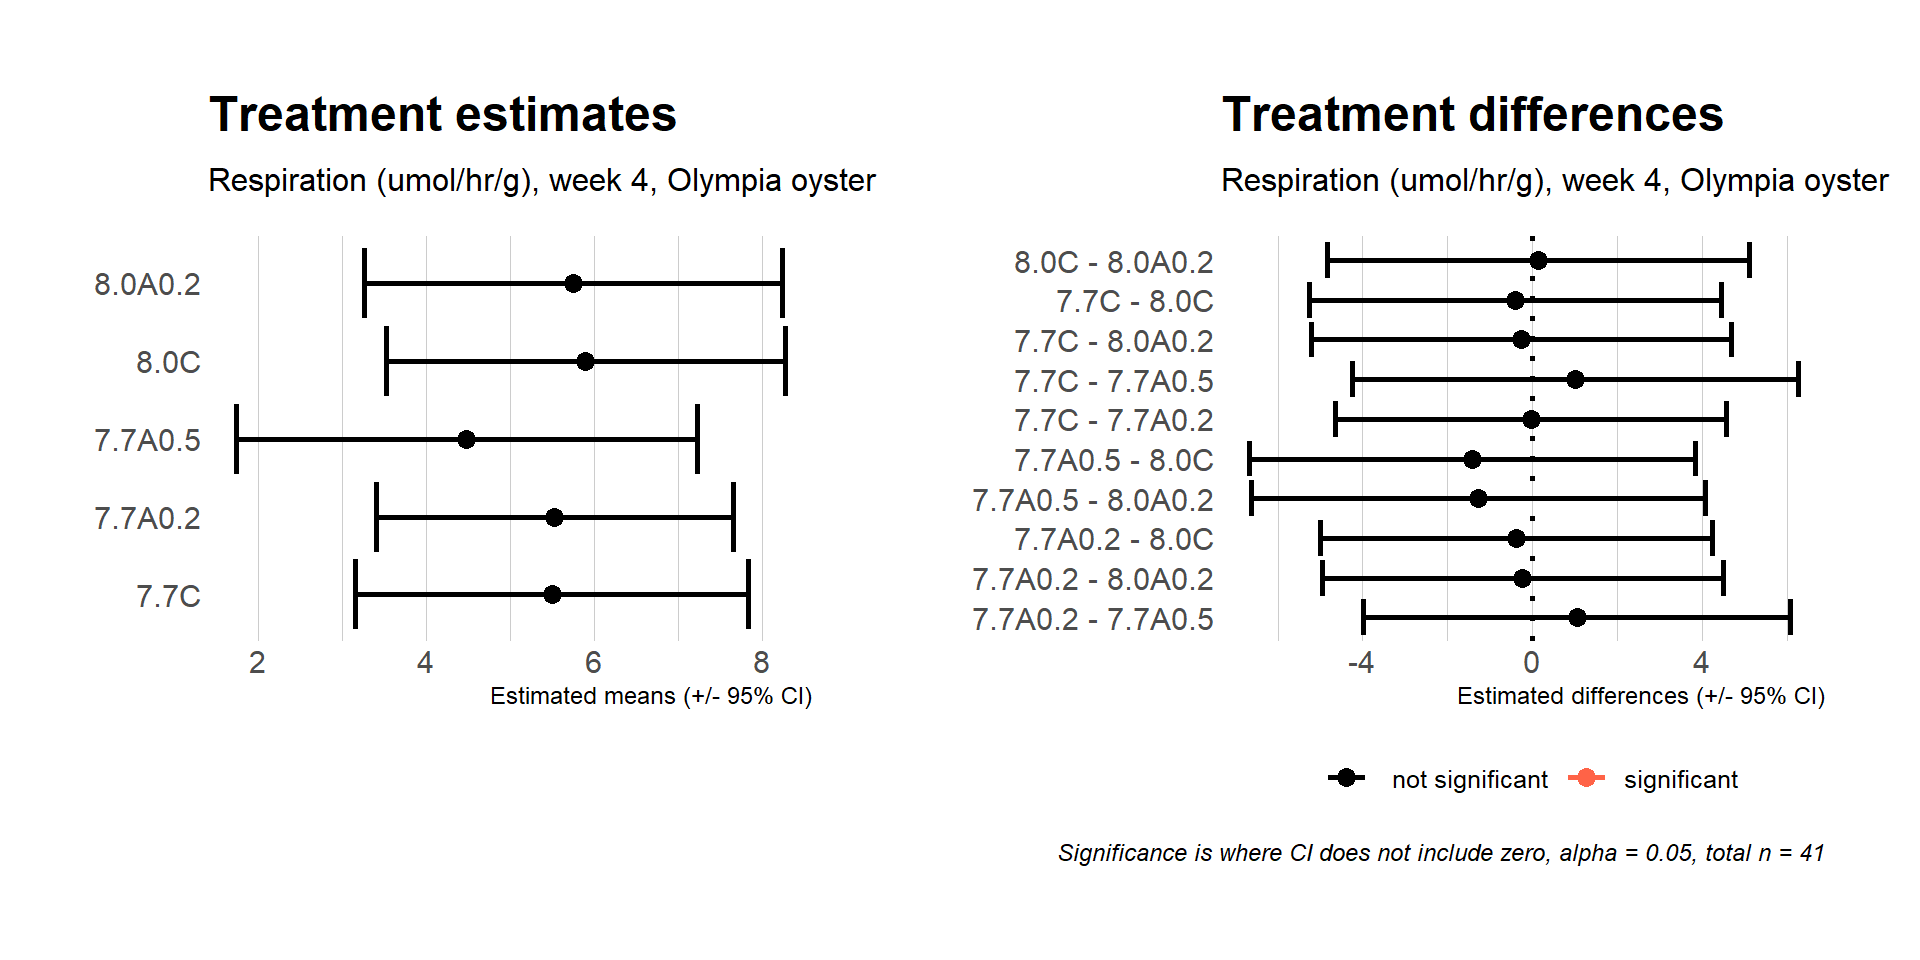 Treatment estimates
Respiration (umol/hr/g), week 4, Olympia oyster
8.0A0.2
8.0C
7.7A0.5
7.7A0.2
7.7C
2 4 6 8
Estimated means (+/- 95% CI)
Treatment differences
Respiration (umol/hr/g), week 4, Olympia oyster
8.0C - 8.0A0.2
7.7C - 8.0C
7.7C - 8.0A0.2
7.7C - 7.7A0.5
7.7C - 7.7A0.2
7.7A0.5 - 8.0C
7.7A0.5 - 8.0A0.2
7.7A0.2 - 8.0C
7.7A0.2 - 8.0A0.2
7.7A0.2 - 7.7A0.5
-4 0 4
Estimated differences (+/- 95% CI)
not significant significant
Significance is where CI does not include zero, alpha = 0.05, total n = 41